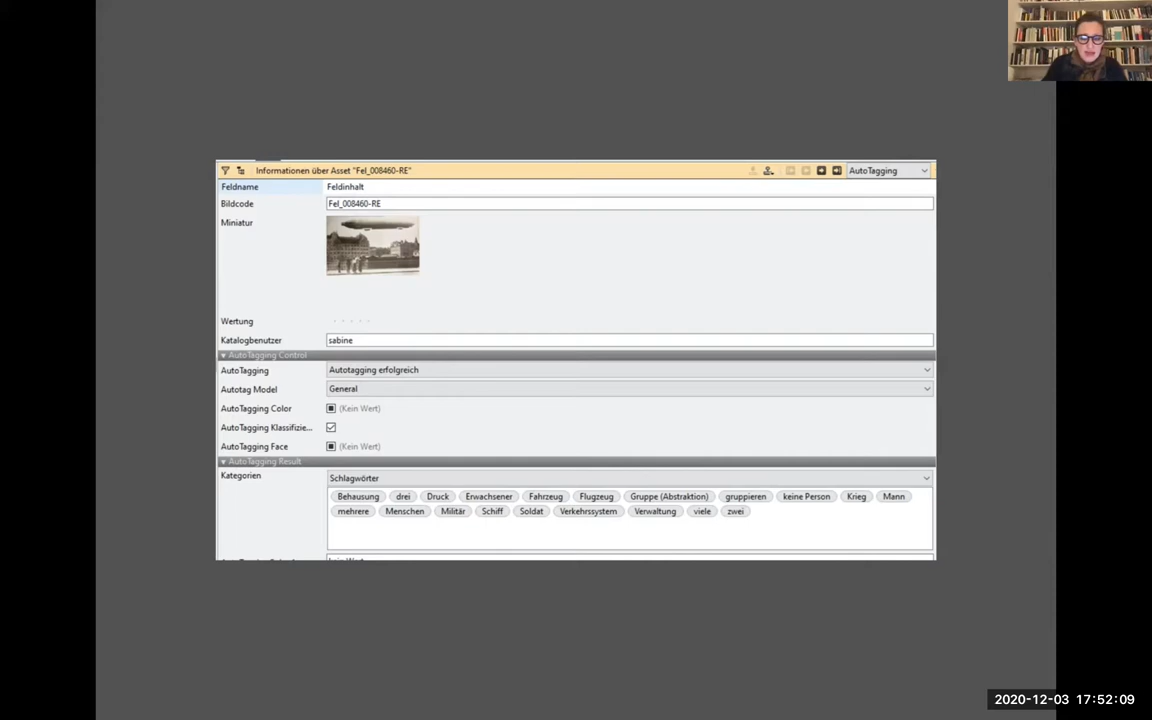 Informationen über Asset "Fel_008460-RE" AutoTagging
Feldname Feldinhalt
Bildcode Fel_008460-RE
Miniatur
Wertung
Katalogbenutzer sabine
AutoTagging Control
AutoTagging Autotagging erfolgreich
Autotag Model General
AutoTagging Color (Kein Wert)
AutoTagging Klassifizie...
AutoTagging Face (Kein Wert)
AutoTagging Result
Kategorien Schlagwörter
Behausung drei Druck Erwachsener Fahrzeug Flugzeug Gruppe (Abstraktion) gruppieren keine Person Krieg Mann
mehrere Menschen Militär Schiff Soldat Verkehrssystem Verwaltung viele zwei
2020-12-03 17:52:09